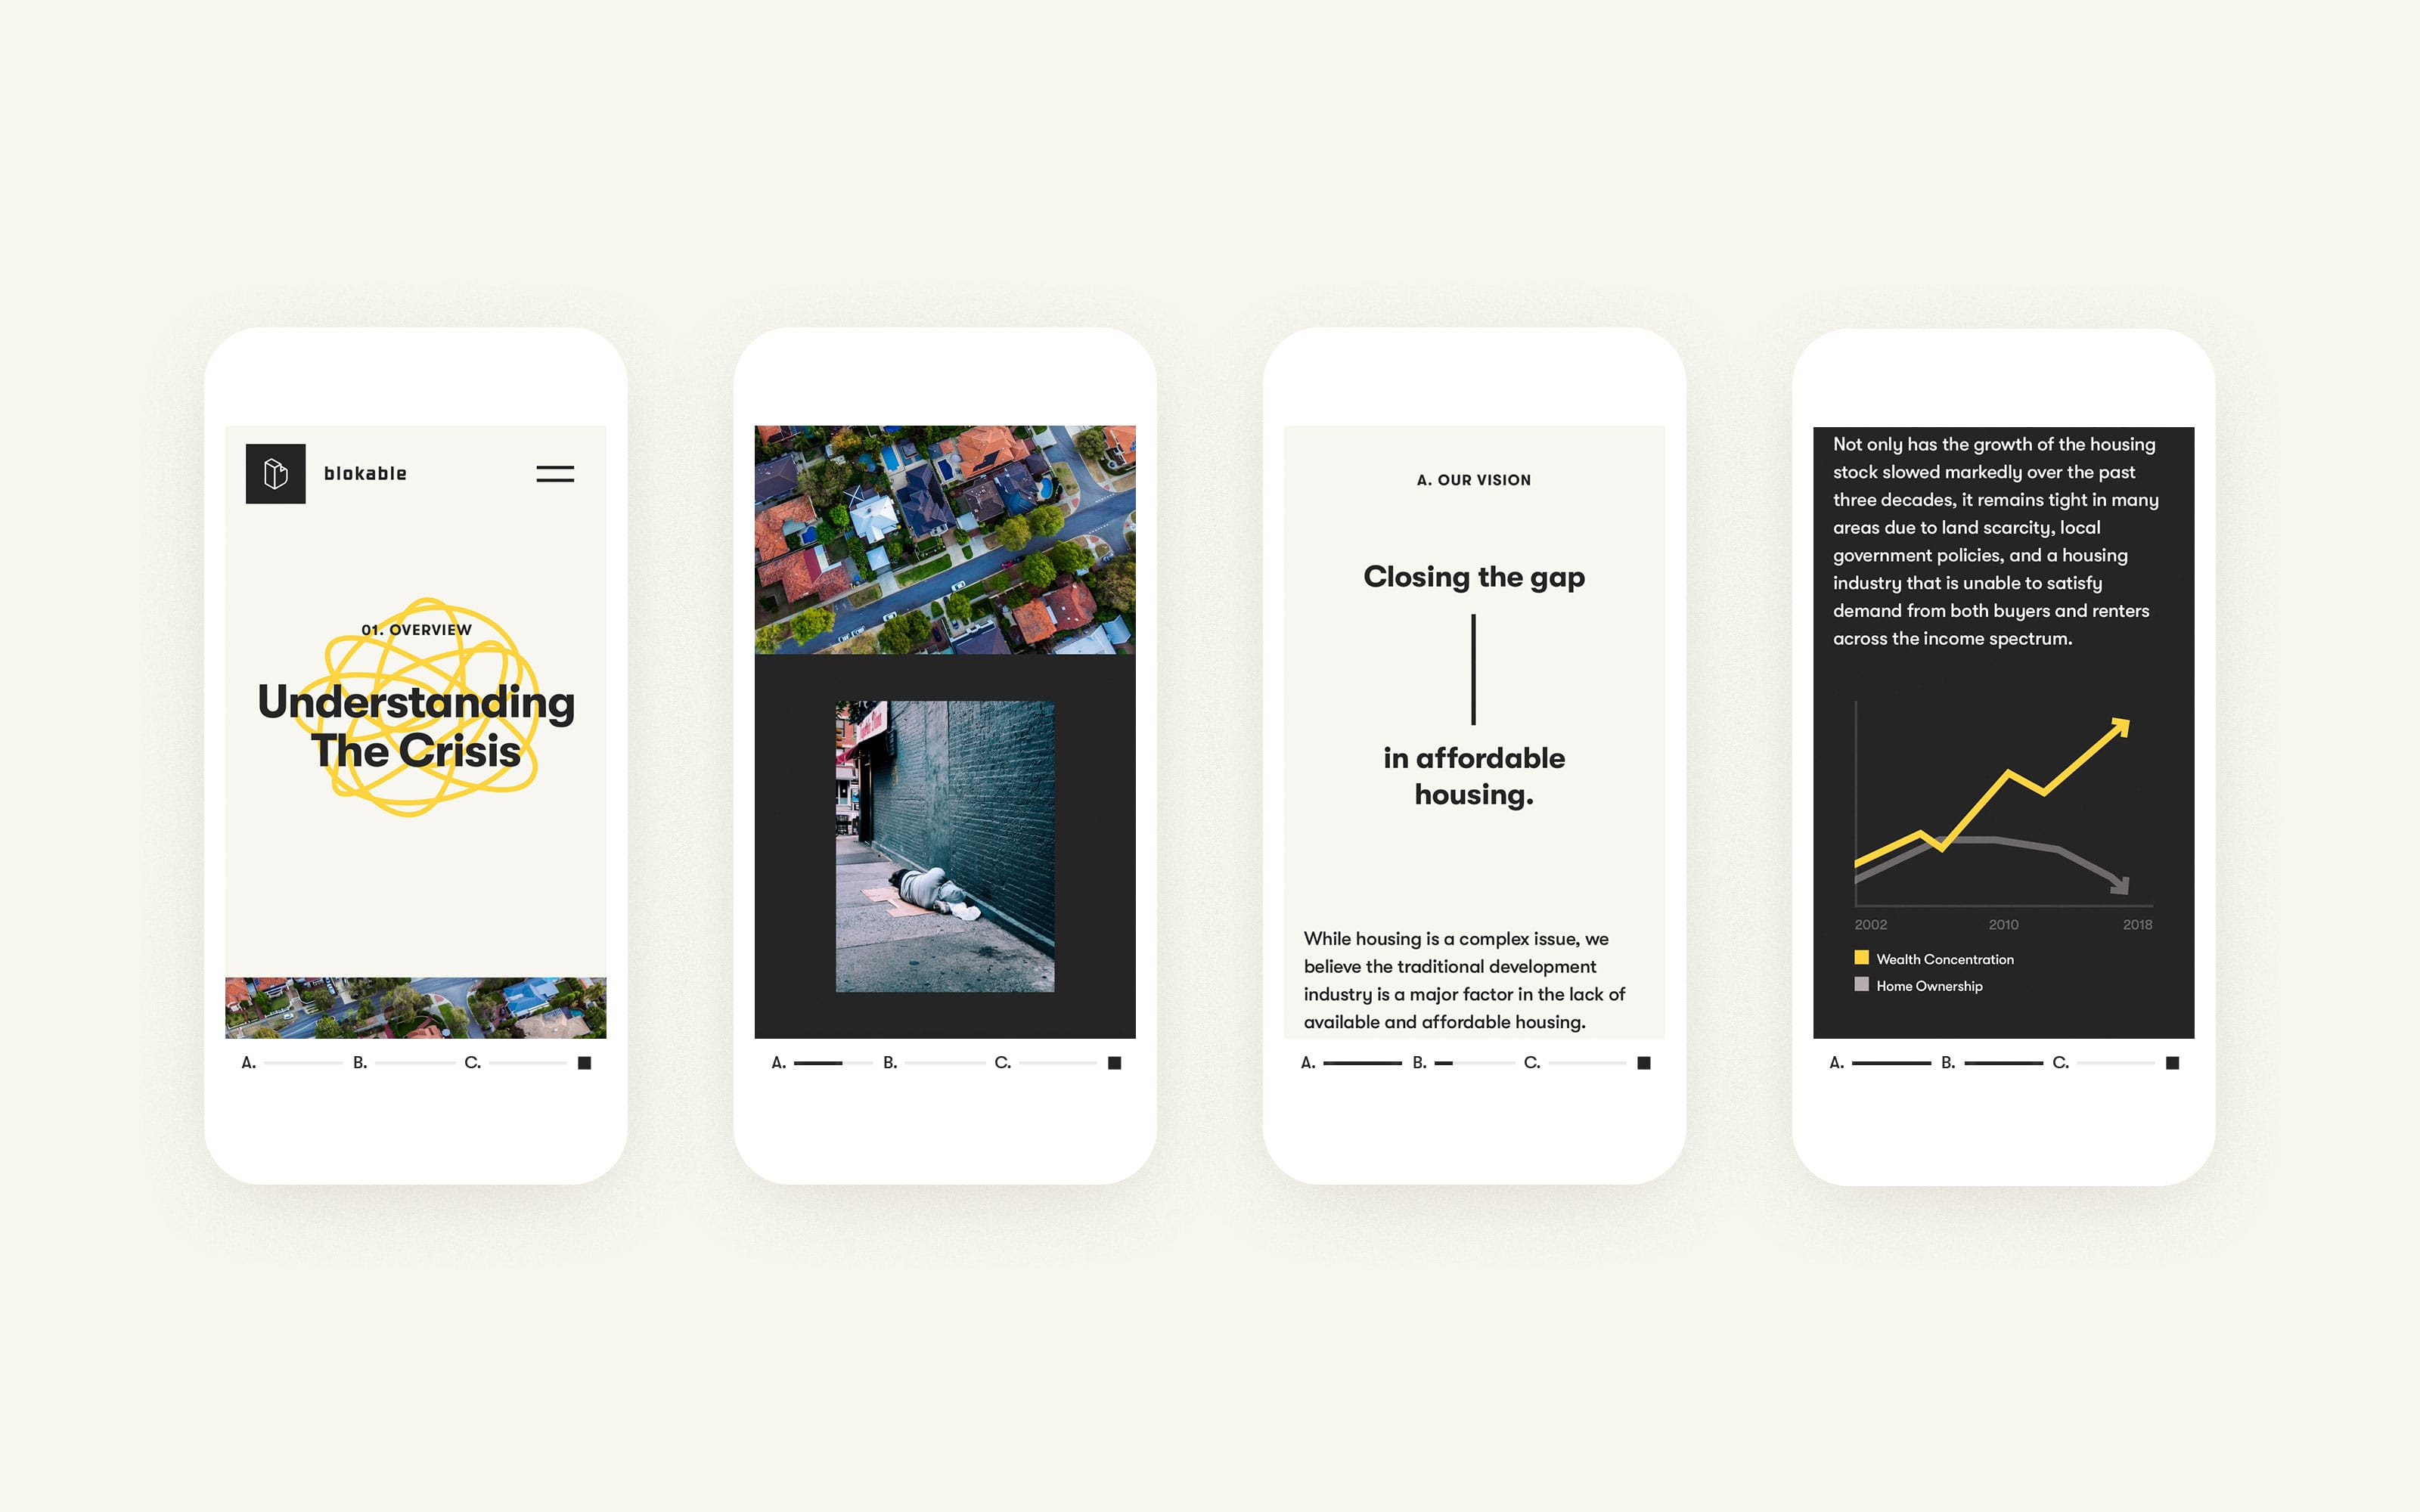 blokable
01. OVERVIEW
Understanding
The Crisis
A. B. C.
A. B. C.
A. OUR VISION
Closing the gap
in affordable
housing.
While housing is a complex issue, we
believe the traditional development
industry is a major factor in the lack of
available and affordable housing.
A. B. C.
Not only has the growth of the housing
stock slowed markedly over the past
three decades, it remains tight in many
areas due to land scarcity, local
government policies, and a housing
industry that is unable to satisfy
demand from both buyers and renters
across the income spectrum.
2002 2010 2018
Wealth Concentration
Home Ownership
A. B. C.